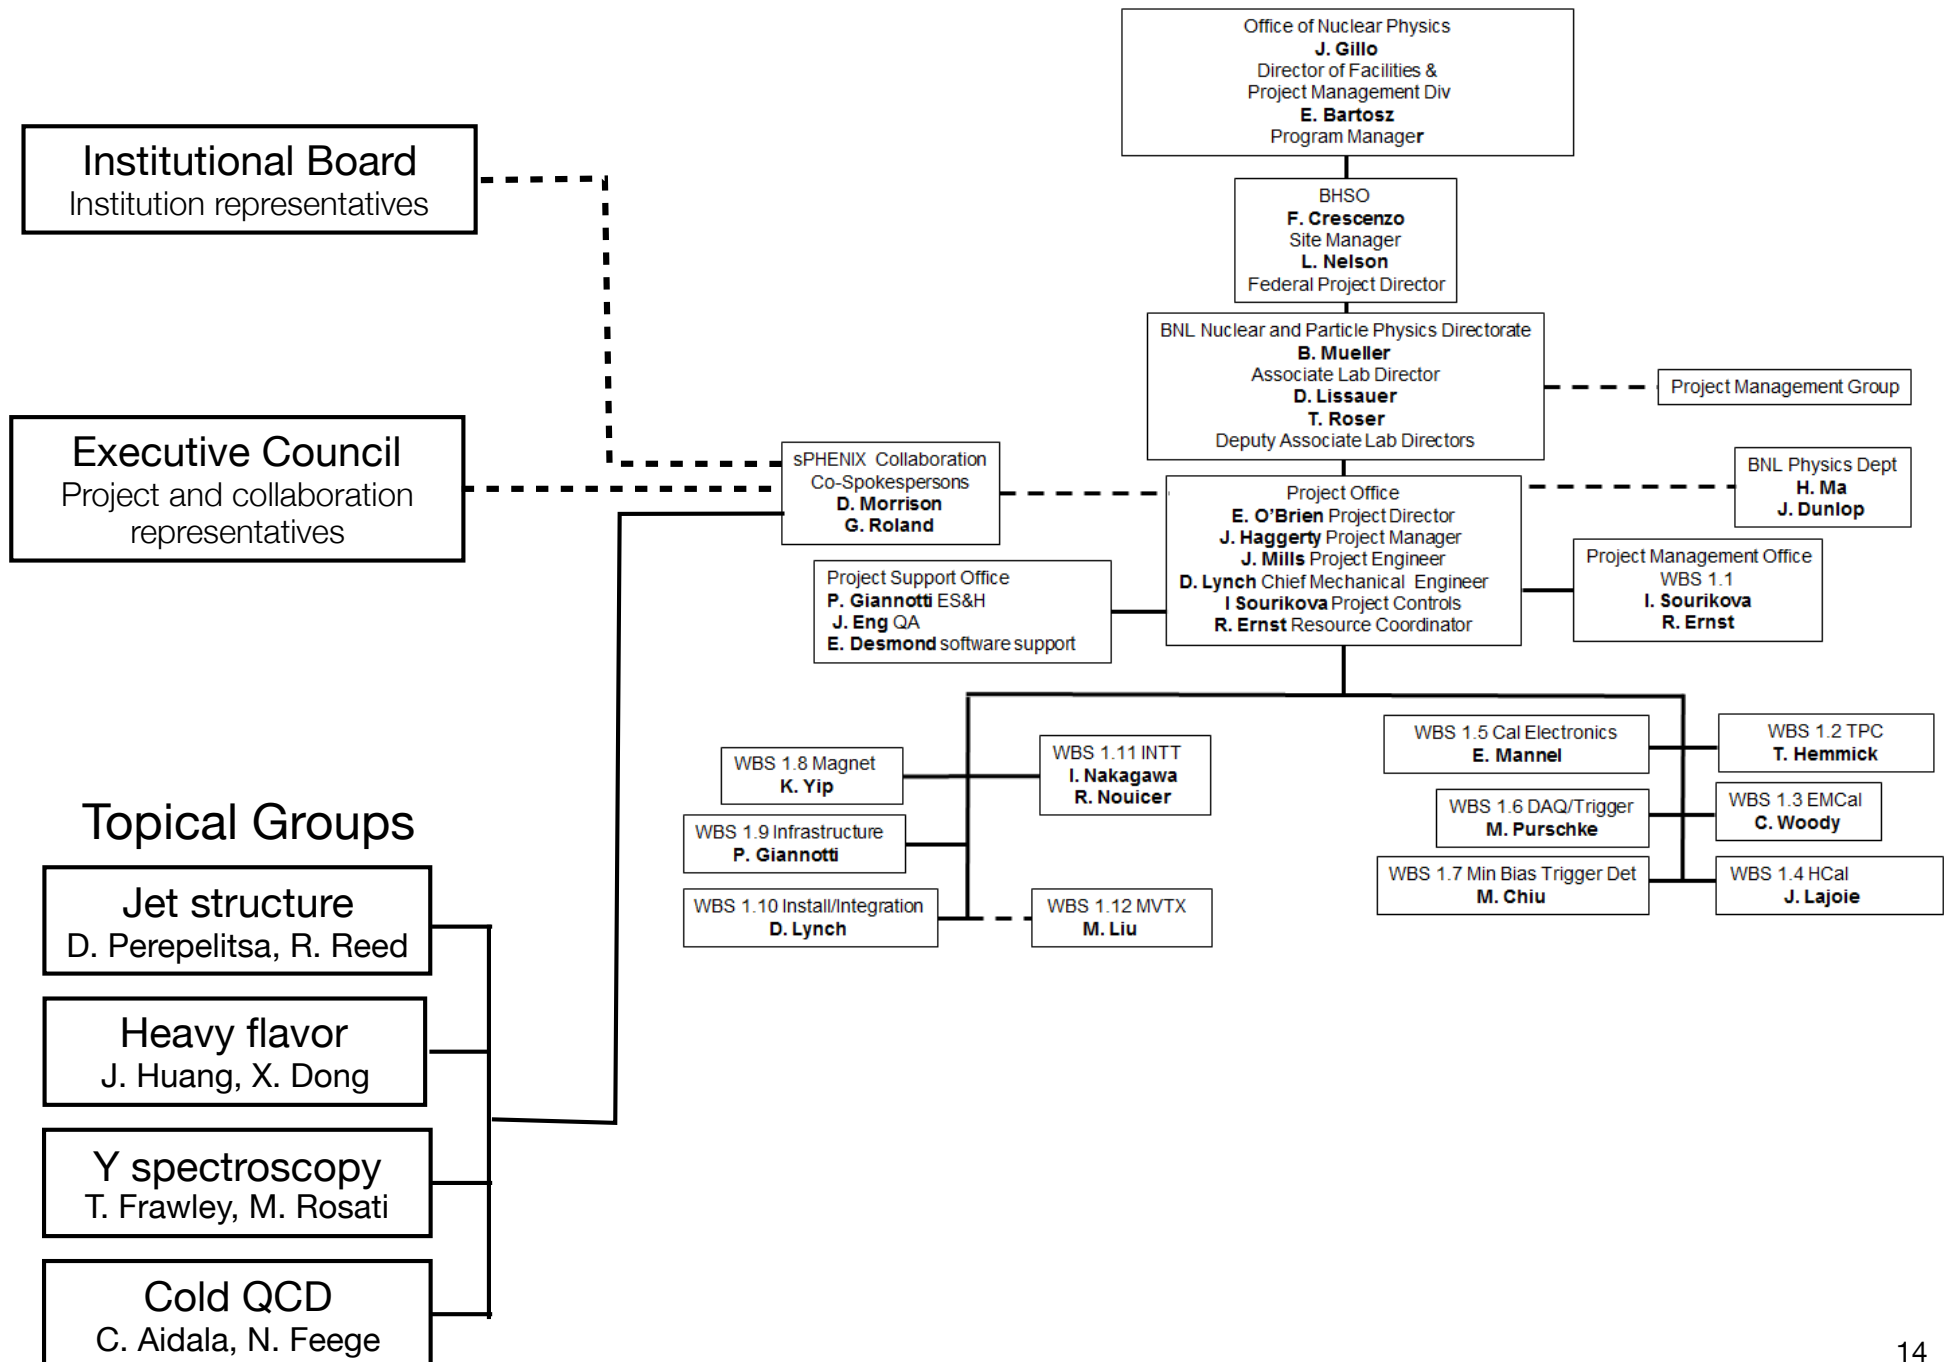 Office of Nuclear Physics
J. Gillo
Director of Facilities &
Project Management Div
E. Bartosz
Program Manager
Institutional Board
Institution representatives
BHSO
F. Crescenzo
Site Manager
L. Nelson
Federal Project Director
BNL Nuclear and Particle Physics Directorate
B. Mueller
Associate Lab Director
D. Lissauer
T. Roser
Deputy Associate Lab Directors
Project Management Group
Executive Council
Project and collaboration
representatives
sPHENIX Collaboration
Co-Spokespersons
D. Morrison
G. Roland
Project Office
E. O'Brien Project Director
J. Haggerty Project Manager
J. Mills Project Engineer
D. Lynch Chief Mechanical Engineer
I Sourikova Project Controls
R. Ernst Resource Coordinator
BNL Physics Dept
H. Ma
J. Dunlop
Project Management Office
WBS 1.1
I. Sourikova
R. Ernst
Project Support Office
P. Giannotti ES&H
J. Eng QA
E. Desmond software support
WBS 1.8 Magnet
K. Yip
WBS 1.11 INTT
I. Nakagawa
R. Nouicer
WBS 1.5 Cal Electronics
E. Mannel
WBS 1.2 TPC
T. Hemmick
WBS 1.9 Infrastructure
P. Giannotti
WBS 1.6 DAQ/Trigger
M. Purschke
WBS 1.3 EMCal
C. Woody
WBS 1.10 Install/Integration
D. Lynch
WBS 1.12 MVTX
M. Liu
WBS 1.7 Min Bias Trigger Det
M. Chiu
WBS 1.4 HCal
J. Lajoie
Topical Groups
Jet structure
D. Perepelitsa, R. Reed
Heavy flavor
J. Huang, X. Dong
Y spectroscopy
T. Frawley, M. Rosati
Cold QCD
C. Aidala, N. Feege
14